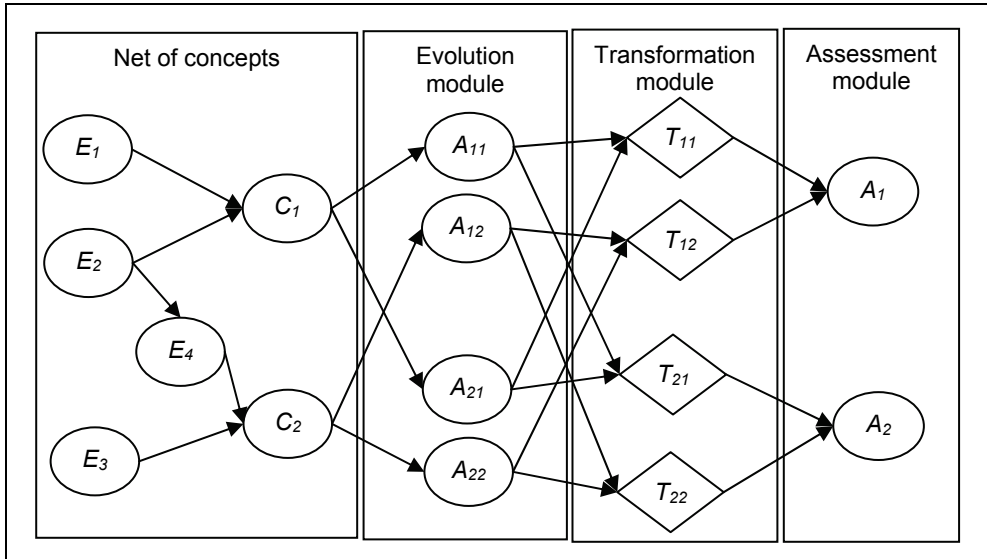 Net of concepts
Evolution
module
Transformation
module
Assessment
module
E1
E2
E4
E3
C1
C2
A11
A12
A21
A22
T11
T12
T21
T22
A1
A2